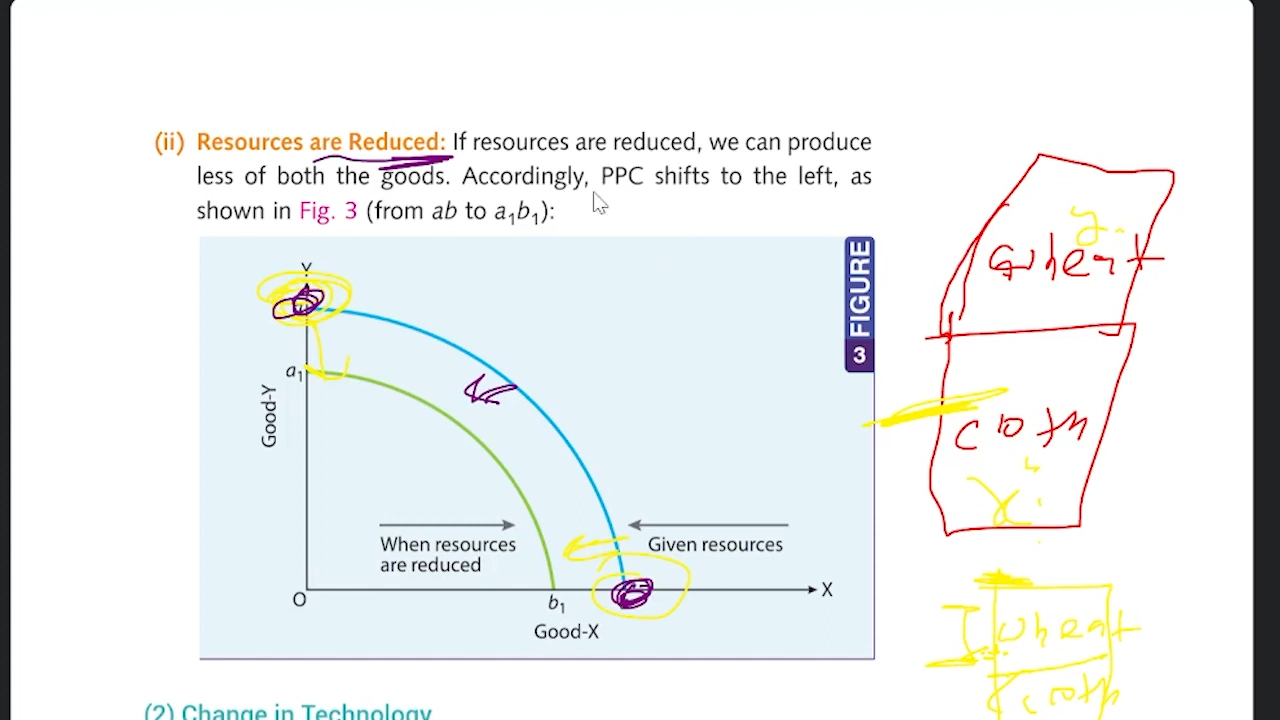 (ii) Resources are Reduced: If resources are reduced, we can produce
less of both the goods. Accordingly, PPC shifts to the left, as
shown in Fig. 3 (from ab to a₁b₁):
FIGURE
3
Y
a₁
Good-Y
When resources
are reduced
Given resources
O
b₁
X
Good-X
(2) Change in Technology
y
wheat
cloth
X
wheat
cloth